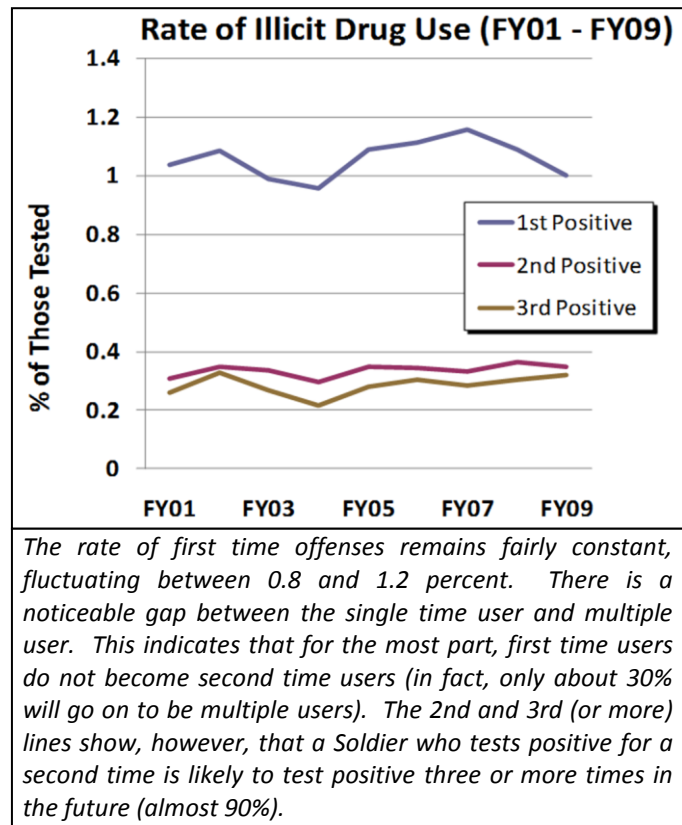 Rate of Illicit Drug Use (FY01 - FY09)
1.4
1.2
1
0.8
0.6
0.4
0.2
0
% of Those Tested
1st Positive
2nd Positive
3rd Positive
FY01 FY03 FY05 FY07 FY09
The rate of first time offenses remains fairly constant,
fluctuating between 0.8 and 1.2 percent. There is a
noticeable gap between the single time user and multiple
user. This indicates that for the most part, first time users
do not become second time users (in fact, only about 30%
will go on to be multiple users). The 2nd and 3rd (or more)
lines show, however, that a Soldier who tests positive for a
second time is likely to test positive three or more times in
the future (almost 90%).